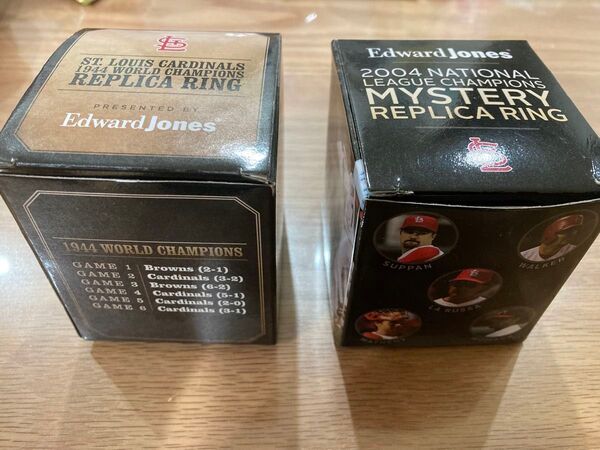 ST. LOUIS CARDINALS
1944 WORLD CHAMPIONS
REPLICA RING
PRESENTED BY
Edward Jones
1944 WORLD CHAMPIONS
GAME 1 Browns (2-1)
GAME 2 Cardinals (3-2)
GAME 3 Browns (6-2)
GAME 4 Cardinals (5-1)
GAME 5 Cardinals (2-0)
GAME 6 Cardinals (3-1)
Edward Jones
2004 NATIONAL
LEAGUE CHAMPIONS
MYSTERY
REPLICA RING
SUPPAN
WALKER
LA RUSSA